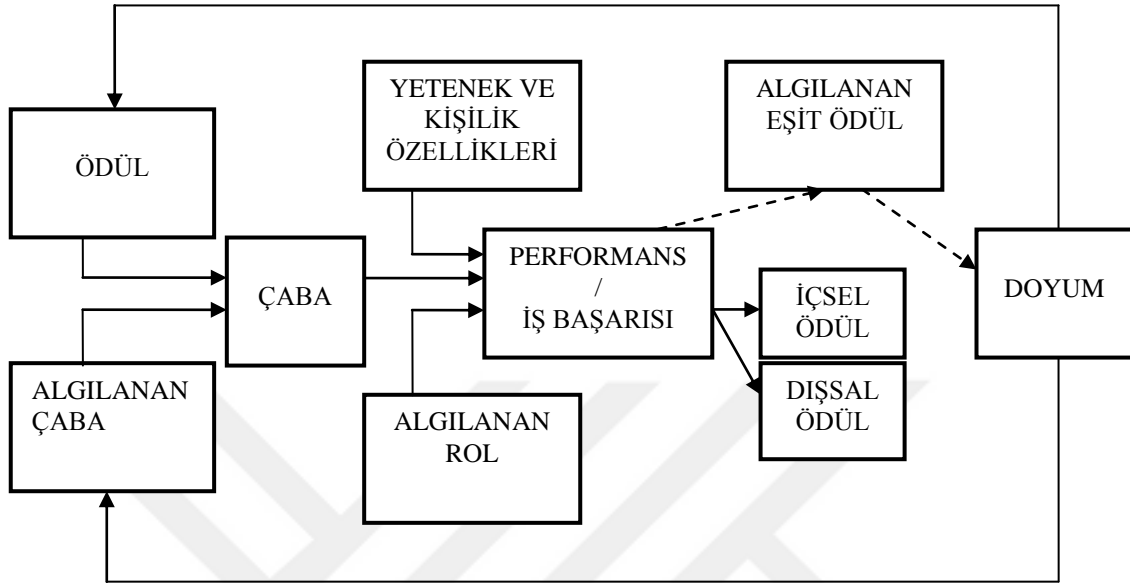 ÖDÜL
ALGILANAN
ÇABA
ÇABA
YETENEK VE
KİŞİLİK
ÖZELLİKLERİ
ALGILANAN
ROL
PERFORMANS
/
İŞ BAŞARISI
ALGILANAN
EŞİT ÖDÜL
İÇSEL
ÖDÜL
DIŞSAL
ÖDÜL
DOYUM